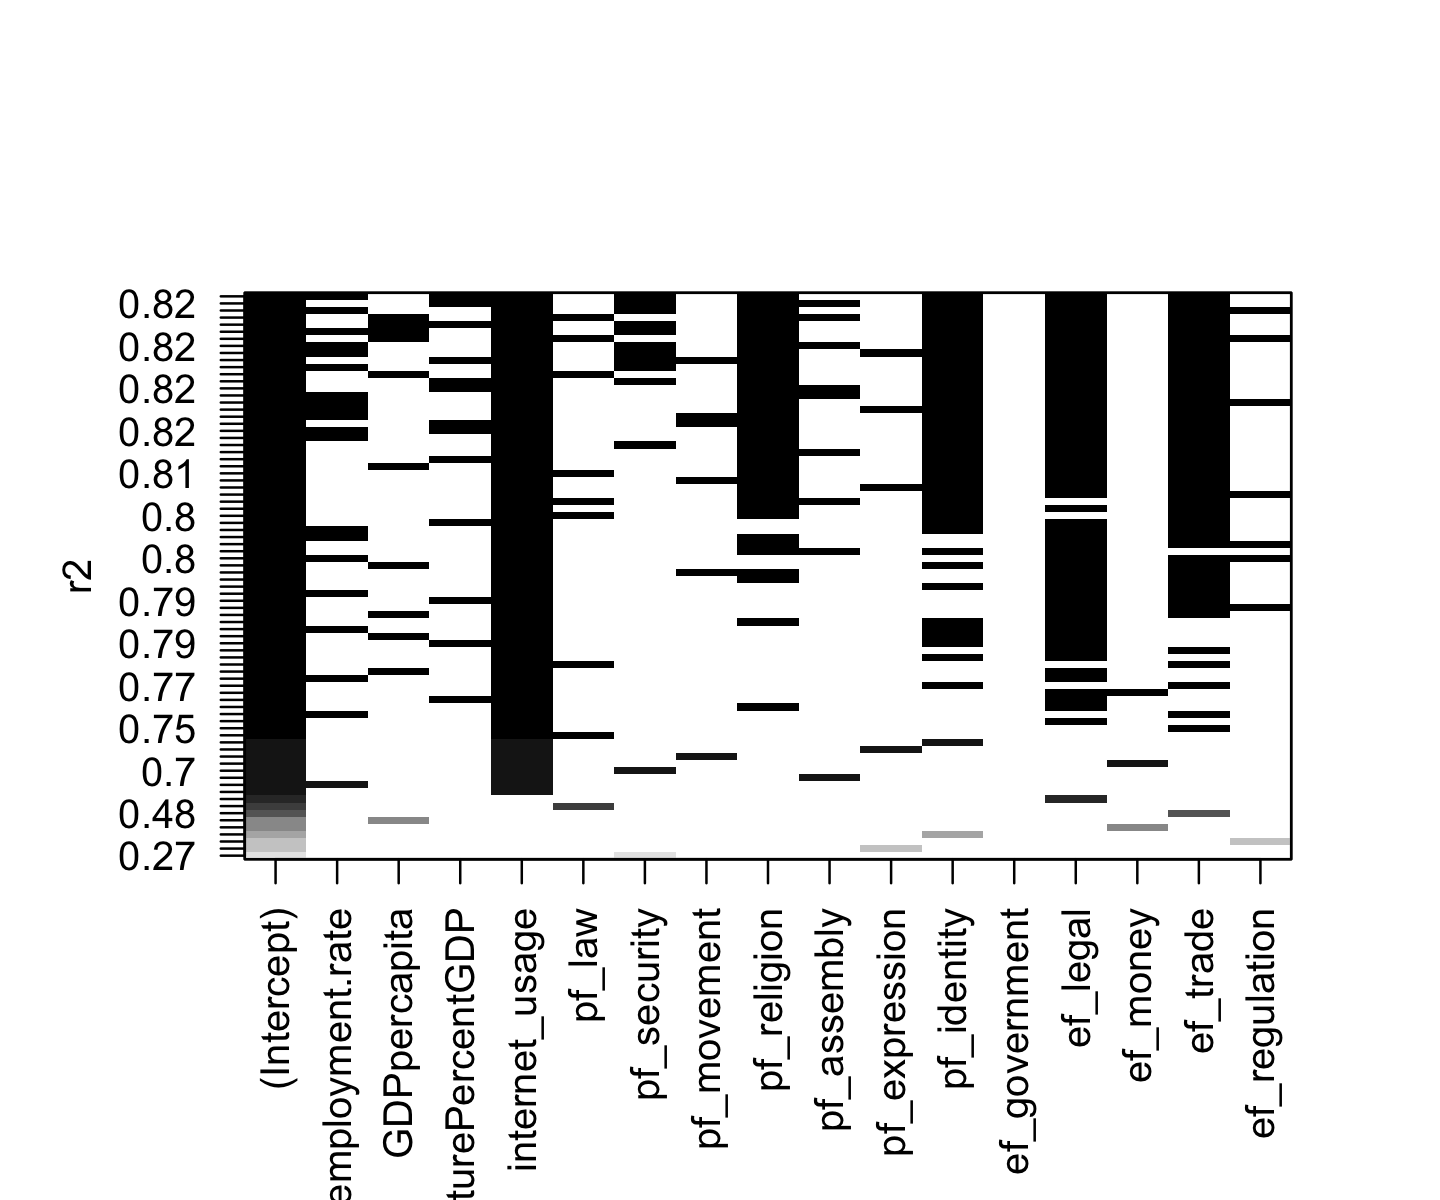 0.82
0.82
0.82
0.82
0.81
0.8
0.8
0.79
0.79
0.77
0.75
0.7
0.48
0.27
r2
(Intercept)
employment.rate
GDPpercapita
turePercentGDP
internet_usage
pf_law
pf_security
pf_movement
pf_religion
pf_assembly
pf_expression
pf_identity
ef_government
ef_legal
ef_money
ef_trade
ef_regulation